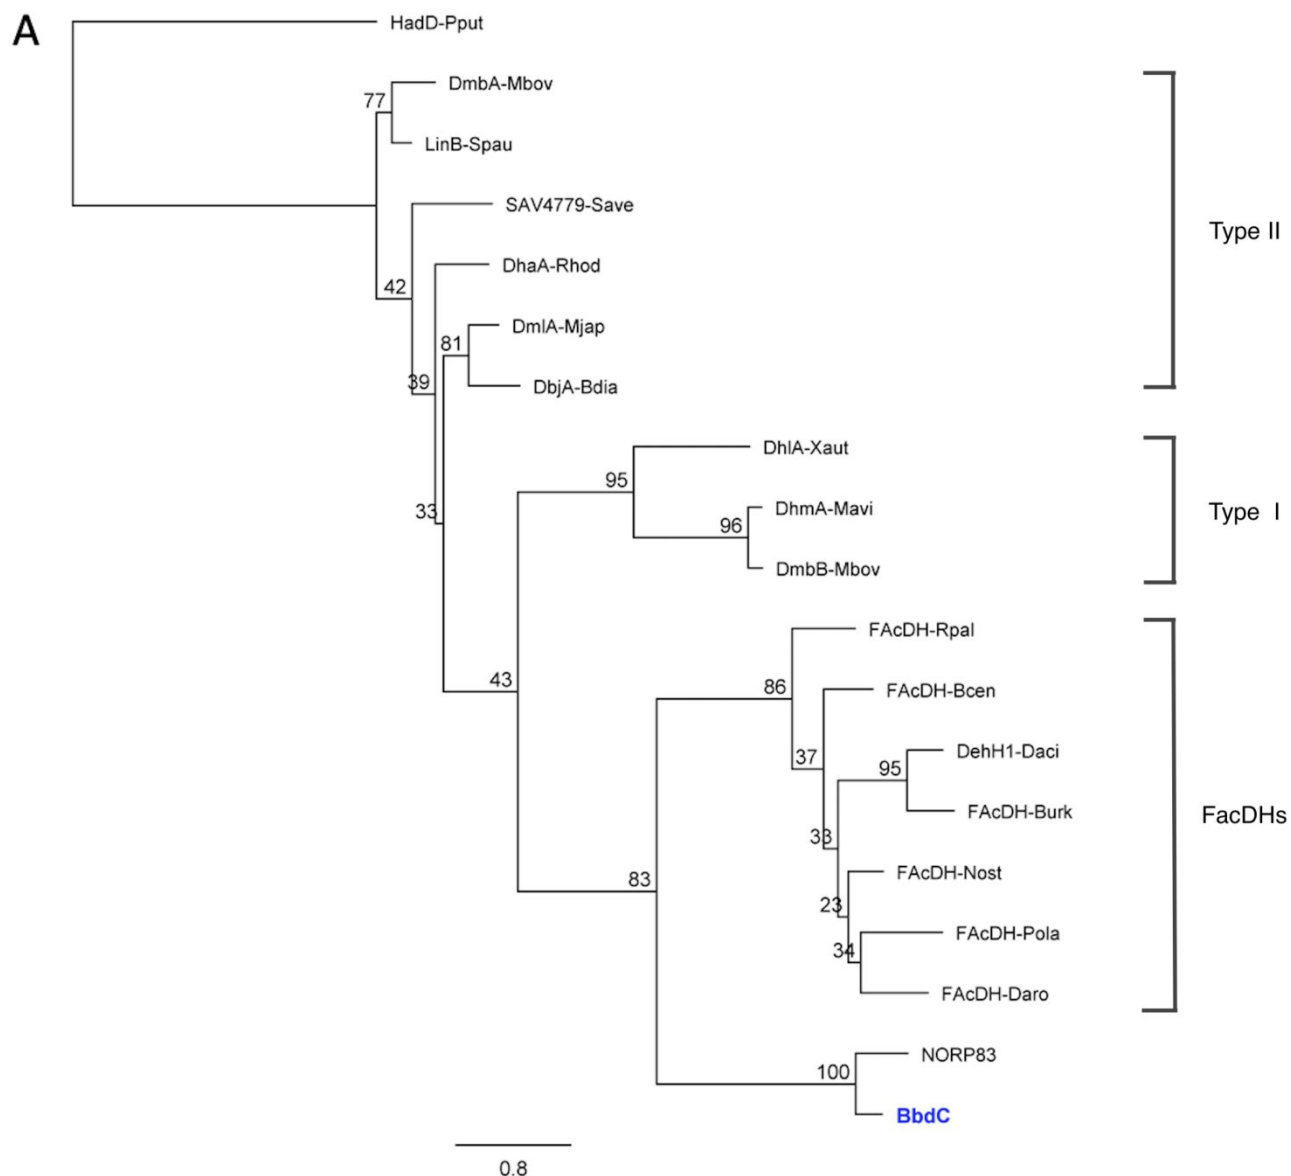 A
HadD-Pput
DmbA-Mbov
77
LinB-Spau
SAV4779-Save
Type II
DhaA-Rhod
42
DmlA-Mjap
81
39
DbjA-Bdia
DhlA-Xaut
95
DhmA-Mavi
Type I
33
96
DmbB-Mbov
FAcDH-Rpal
43
86
FAcDH-Bcen
DehH1-Daci
37
95
FAcDH-Burk
FacDHs
33
FAcDH-Nost
83
23
FAcDH-Pola
34
FAcDH-Daro
NORP83
100
BbdC
0.8